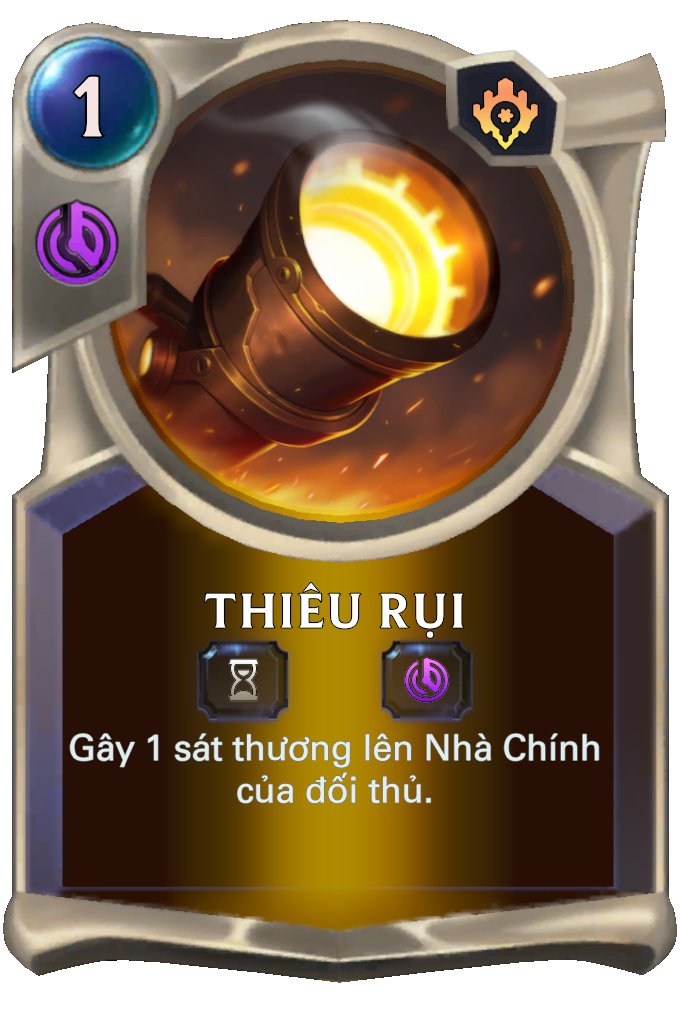 1
THIÊU RỤI
Gây 1 sát thương lên Nhà Chính
của đối thủ.